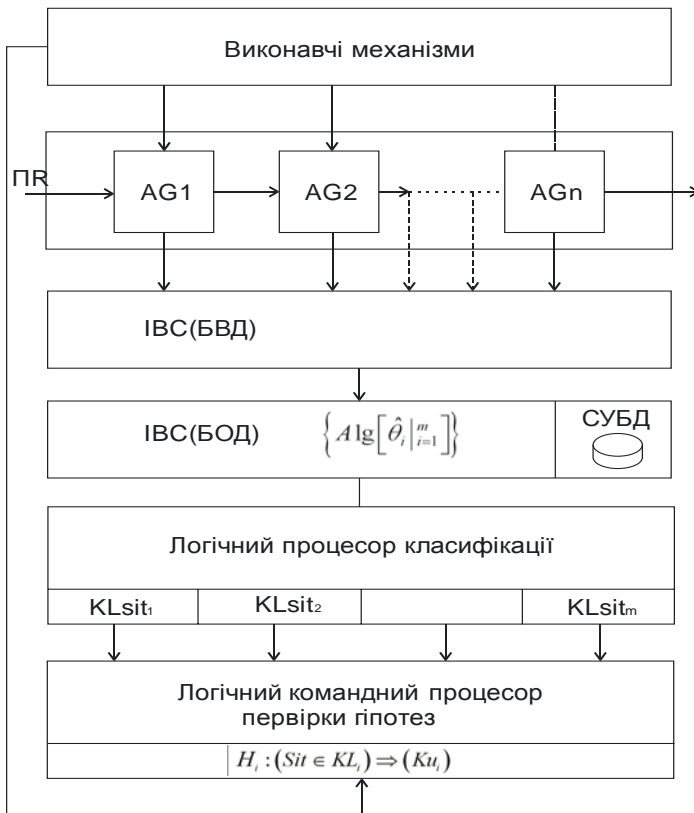 Виконавчі механізми
ПR
AG1
AG2
AGn
ІВС(БВД)
ІВС(БОД)
{Alg[θ̂ᵢ|ᵢ₌₁ᵐ]}
СУБД
Логічний процесор класифікації
KLsit₁
KLsit₂
KLsitₘ
Логічний командний процесор
первірки гіпотез
|Hᵢ : (Sit ∈ KLᵢ) ⇒ (Kuᵢ)